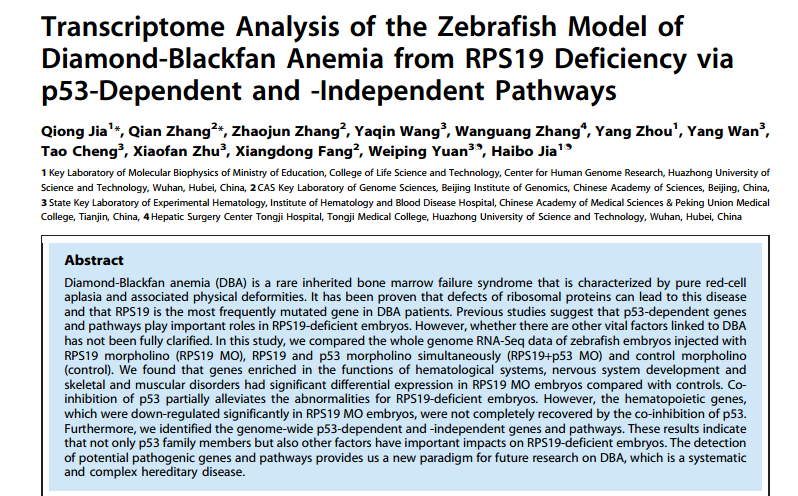 Transcriptome Analysis of the Zebrafish Model of
Diamond-Blackfan Anemia from RPS19 Deficiency via
p53-Dependent and -Independent Pathways
Qiong Jia1*, Qian Zhang2*, Zhaojun Zhang2, Yaqin Wang3, Wanguang Zhang4, Yang Zhou1, Yang Wan3,
Tao Cheng3, Xiaofan Zhu3, Xiangdong Fang2, Weiping Yuan3⁹, Haibo Jia1⁹
1 Key Laboratory of Molecular Biophysics of Ministry of Education, College of Life Science and Technology, Center for Human Genome Research, Huazhong University of
Science and Technology, Wuhan, Hubei, China, 2 CAS Key Laboratory of Genome Sciences, Beijing Institute of Genomics, Chinese Academy of Sciences, Beijing, China,
3 State Key Laboratory of Experimental Hematology, Institute of Hematology and Blood Disease Hospital, Chinese Academy of Medical Sciences & Peking Union Medical
College, Tianjin, China, 4 Hepatic Surgery Center Tongji Hospital, Tongji Medical College, Huazhong University of Science and Technology, Wuhan, Hubei, China
Abstract
Diamond-Blackfan anemia (DBA) is a rare inherited bone marrow failure syndrome that is characterized by pure red-cell
aplasia and associated physical deformities. It has been proven that defects of ribosomal proteins can lead to this disease
and that RPS19 is the most frequently mutated gene in DBA patients. Previous studies suggest that p53-dependent genes
and pathways play important roles in RPS19-deficient embryos. However, whether there are other vital factors linked to DBA
has not been fully clarified. In this study, we compared the whole genome RNA-Seq data of zebrafish embryos injected with
RPS19 morpholino (RPS19 MO), RPS19 and p53 morpholino simultaneously (RPS19+p53 MO) and control morpholino
(control). We found that genes enriched in the functions of hematological systems, nervous system development and
skeletal and muscular disorders had significant differential expression in RPS19 MO embryos compared with controls. Co-
inhibition of p53 partially alleviates the abnormalities for RPS19-deficient embryos. However, the hematopoietic genes,
which were down-regulated significantly in RPS19 MO embryos, were not completely recovered by the co-inhibition of p53.
Furthermore, we identified the genome-wide p53-dependent and -independent genes and pathways. These results indicate
that not only p53 family members but also other factors have important impacts on RPS19-deficient embryos. The detection
of potential pathogenic genes and pathways provides us a new paradigm for future research on DBA, which is a systematic
and complex hereditary disease.